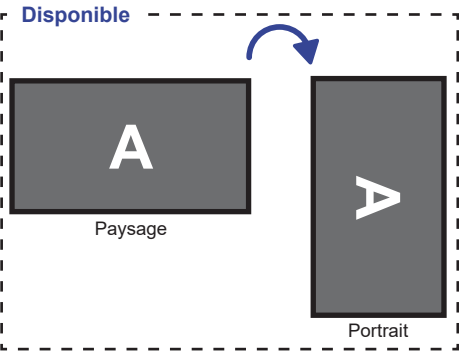 Disponible
A
Paysage
A
Portrait